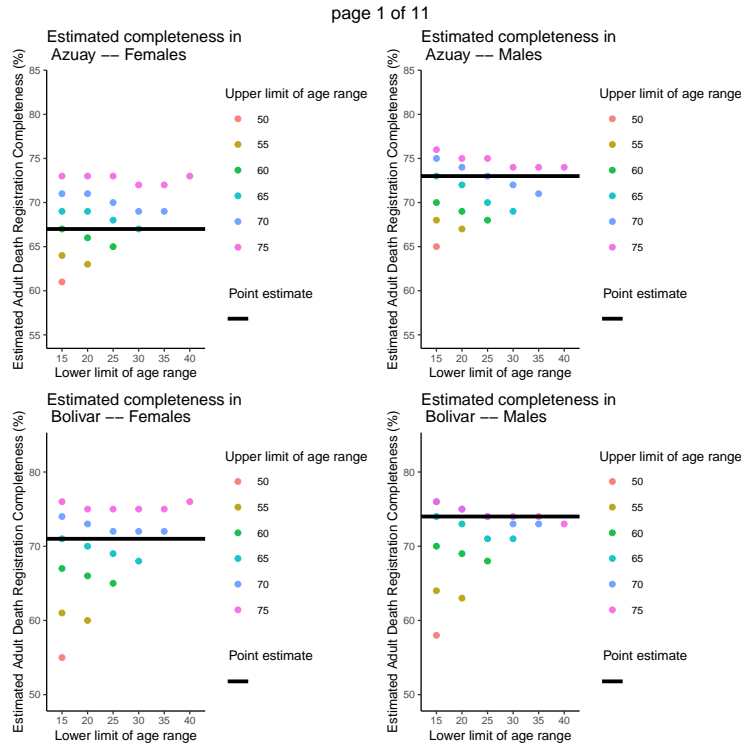 page 1 of 11
Estimated completeness in
Azuay −− Females
Estimated Adult Death Registration Completeness (%)
85
80
75
70
65
60
55
15 20 25 30 35 40
Lower limit of age range
Upper limit of age range
50
55
60
65
70
75
Point estimate
Estimated completeness in
Azuay −− Males
Estimated Adult Death Registration Completeness (%)
85
80
75
70
65
60
55
15 20 25 30 35 40
Lower limit of age range
Upper limit of age range
50
55
60
65
70
75
Point estimate
Estimated completeness in
Bolivar −− Females
Estimated Adult Death Registration Completeness (%)
80
70
60
50
15 20 25 30 35 40
Lower limit of age range
Upper limit of age range
50
55
60
65
70
75
Point estimate
Estimated completeness in
Bolivar −− Males
Estimated Adult Death Registration Completeness (%)
80
70
60
50
15 20 25 30 35 40
Lower limit of age range
Upper limit of age range
50
55
60
65
70
75
Point estimate